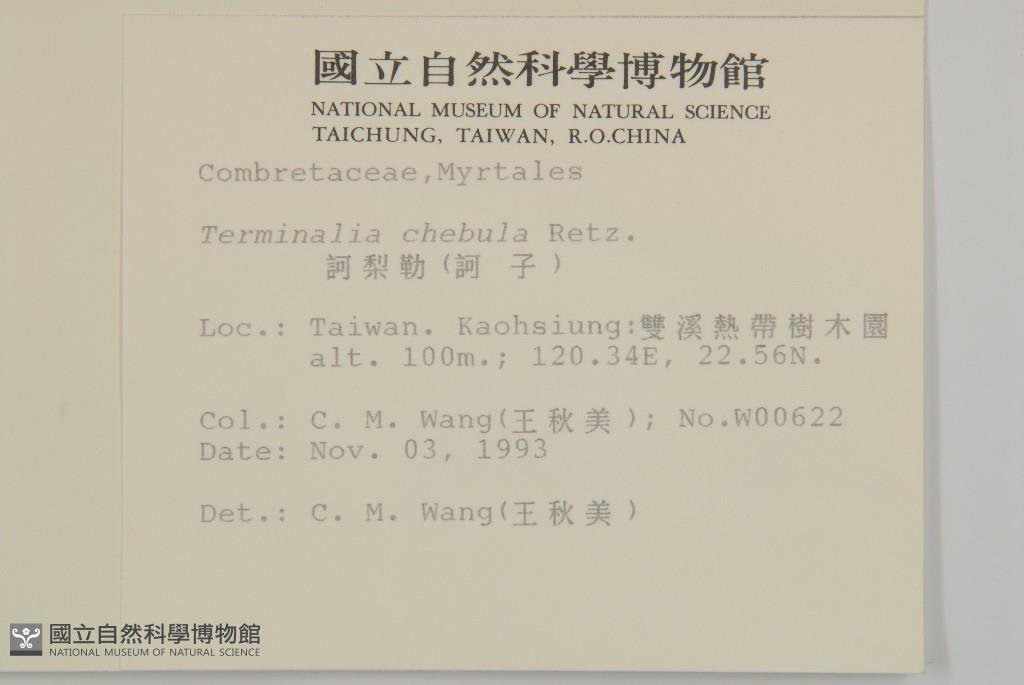 國立自然科學博物館
NATIONAL MUSEUM OF NATURAL SCIENCE
TAICHUNG, TAIWAN, R.O.CHINA
Combretaceae,Myrtales
Terminalia chebula Retz.
訶梨勒(訶 子)
Loc.: Taiwan. Kaohsiung:雙溪熱帶樹木園
alt. 100m.; 120.34E, 22.56N.
Col.: C. M. Wang(王秋美); No.W00622
Date: Nov. 03, 1993
Det.: C. M. Wang(王秋美)
國立自然科學博物館
NATIONAL MUSEUM OF NATURAL SCIENCE